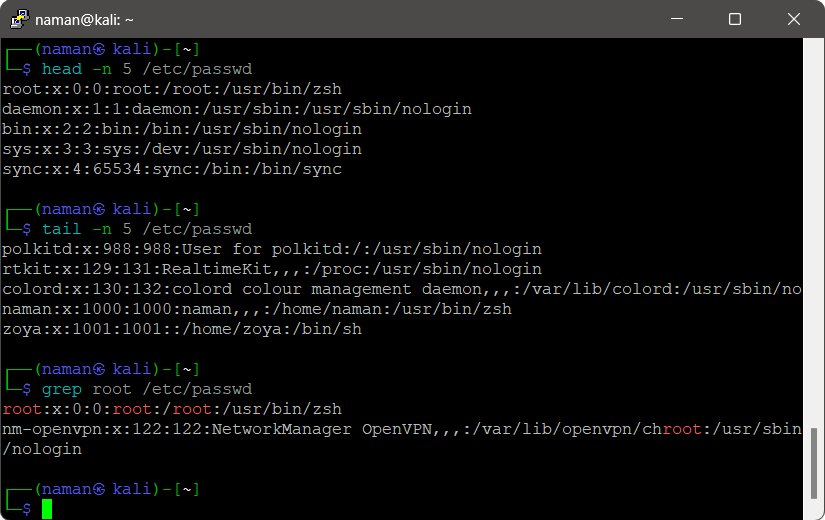 naman@kali: ~
┌──(naman㉿ kali)-[~]
└─$ head -n 5 /etc/passwd
root:x:0:0:root:/root:/usr/bin/zsh
daemon:x:1:1:daemon:/usr/sbin:/usr/sbin/nologin
bin:x:2:2:bin:/bin:/usr/sbin/nologin
sys:x:3:3:sys:/dev:/usr/sbin/nologin
sync:x:4:65534:sync:/bin:/bin/sync
┌──(naman㉿ kali)-[~]
└─$ tail -n 5 /etc/passwd
polkitd:x:988:988:User for polkitd:/:/usr/sbin/nologin
rtkit:x:129:131:RealtimeKit,,,:/proc:/usr/sbin/nologin
colord:x:130:132:colord colour management daemon,,,:/var/lib/colord:/usr/sbin/no
naman:x:1000:1000:naman,,,:/home/naman:/usr/bin/zsh
zoya:x:1001:1001::/home/zoya:/bin/sh
┌──(naman㉿ kali)-[~]
└─$ grep root /etc/passwd
root:x:0:0:root:/root:/usr/bin/zsh
nm-openvpn:x:122:122:NetworkManager OpenVPN,,,:/var/lib/openvpn/chroot:/usr/sbin
/nologin
┌──(naman㉿ kali)-[~]
└─$